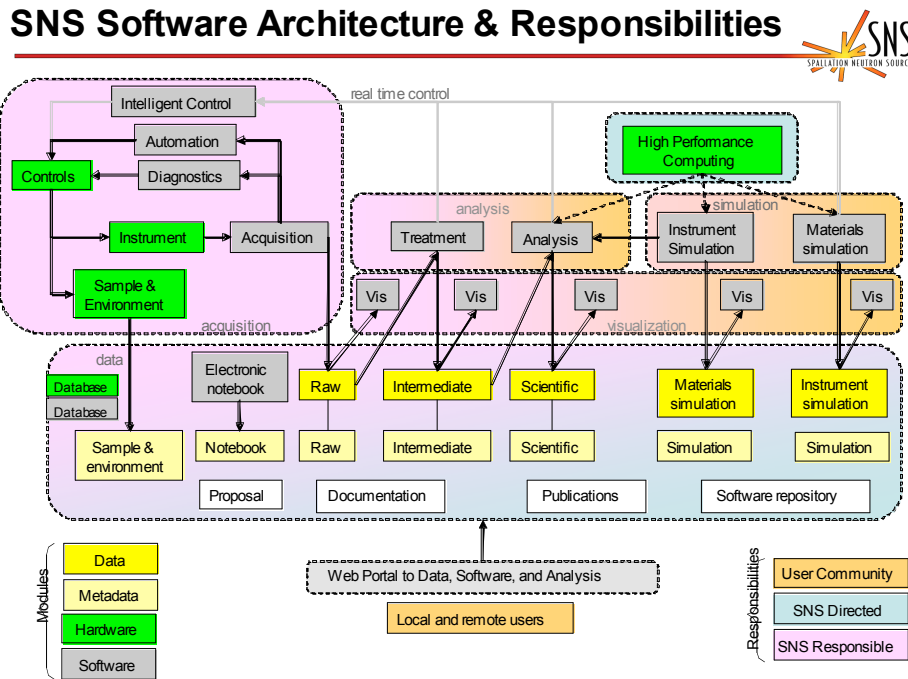 SNS Software Architecture & Responsibilities
SNS
SPALLATION NEUTRON SOURC
real time control
Intelligent Control
Automation
Controls
Diagnostics
Instrument
Acquisition
Sample &
Environment
acquisition
High Performance
Computing
analysis
Treatment
Analysis
simulation
Instrument
Simulation
Materials
simulation
Vis
Vis
Vis
Vis
Vis
visualization
data
Database
Database
Electronic
notebook
Raw
Intermediate
Scientific
Materials
simulation
Instrument
simulation
Sample &
environment
Notebook
Raw
Intermediate
Scientific
Simulation
Simulation
Proposal
Documentation
Publications
Software repository
Web Portal to Data, Software, and Analysis
Local and remote users
Modules
Data
Metadata
Hardware
Software
Responsibilities
User Community
SNS Directed
SNS Responsible